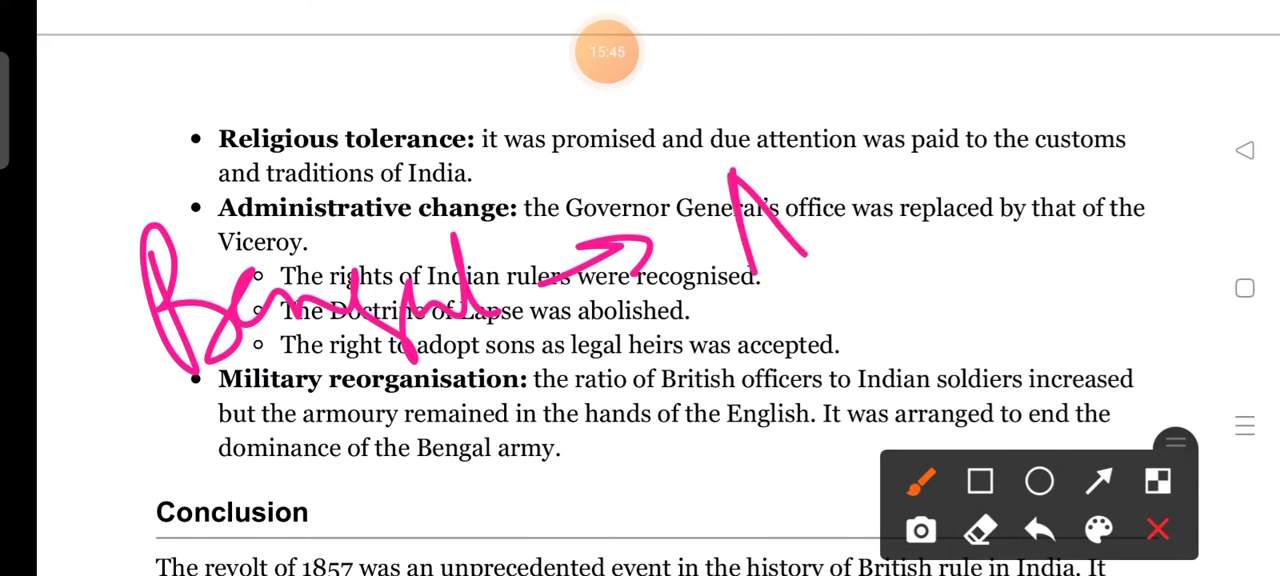 15:45
Religious tolerance: it was promised and due attention was paid to the customs
and traditions of India.
Administrative change: the Governor General's office was replaced by that of the
Viceroy.
The rights of Indian rulers were recognised.
The Doctrine of Lapse was abolished.
The right to adopt sons as legal heirs was accepted.
Bengal →
Military reorganisation: the ratio of British officers to Indian soldiers increased
but the armoury remained in the hands of the English. It was arranged to end the
dominance of the Bengal army.
Conclusion
The revolt of 1857 was an unprecedented event in the history of British rule in India. It